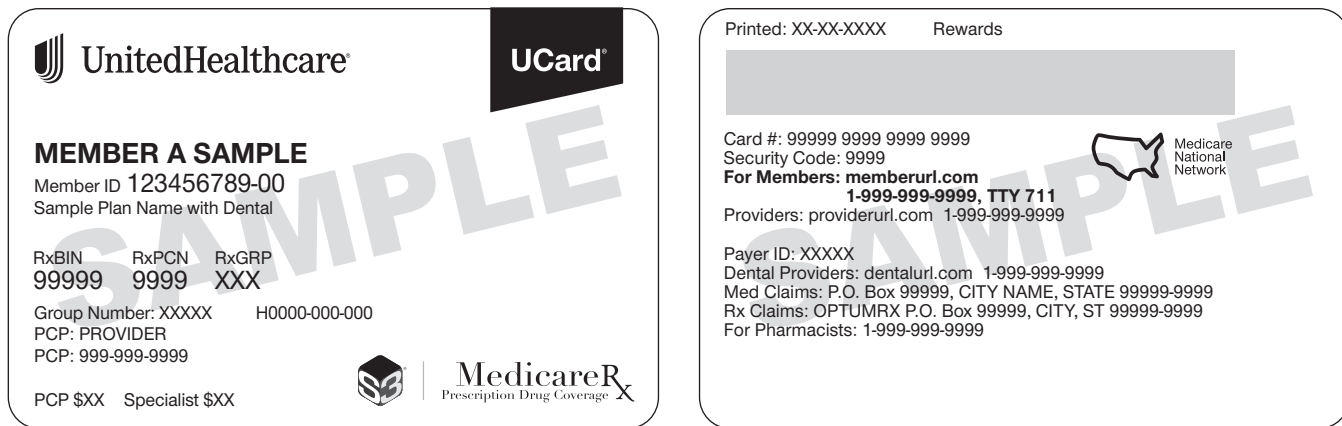 UnitedHealthcare®
UCard®
SAMPLE
MEMBER A SAMPLE
Member ID 123456789-00
Sample Plan Name with Dental
RxBIN RxPCN RxGRP
99999 9999 XXX
Group Number: XXXXX H0000-000-000
PCP: PROVIDER
PCP: 999-999-9999
PCP $XX Specialist $XX
S3®
MedicareRx
Prescription Drug Coverage
Printed: XX-XX-XXXX Rewards
SAMPLE
Card #: 99999 9999 9999 9999
Security Code: 9999
For Members: memberurl.com
1-999-999-9999, TTY 711
Providers: providerurl.com 1-999-999-9999
Medicare
National
Network
Payer ID: XXXXX
Dental Providers: dentalurl.com 1-999-999-9999
Med Claims: P.O. Box 99999, CITY NAME, STATE 99999-9999
Rx Claims: OPTUMRX P.O. Box 99999, CITY, ST 99999-9999
For Pharmacists: 1-999-999-9999